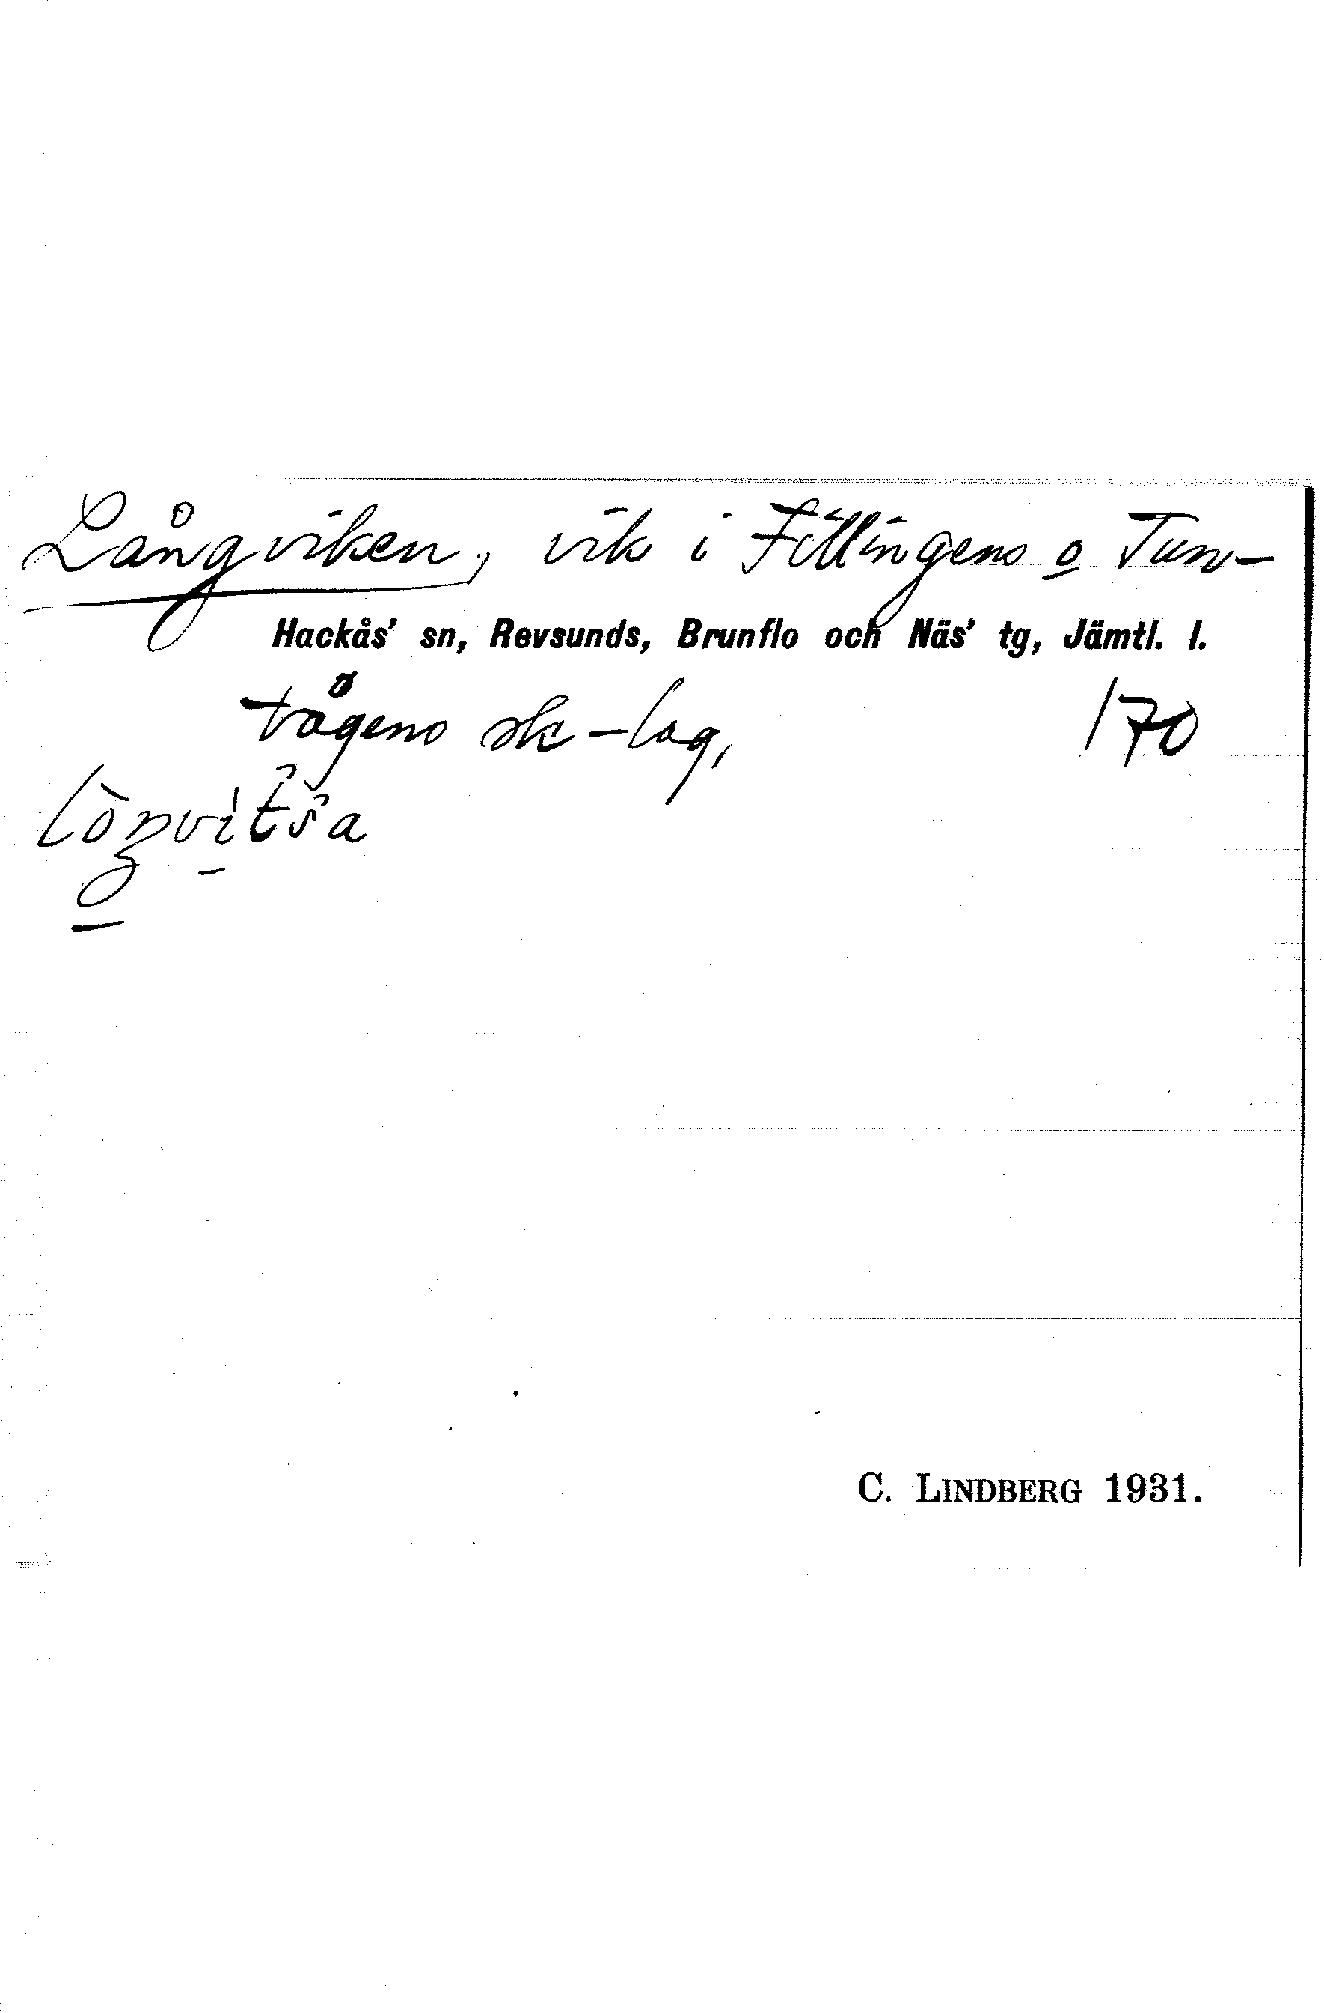 Långviken, vik i Fillingens o Tun-
Hackås' sn, Revsunds, Brunflo och Näs' tg, Jämtl. l.
tågens sk-lag, 170
C. LINDBERG 1931.